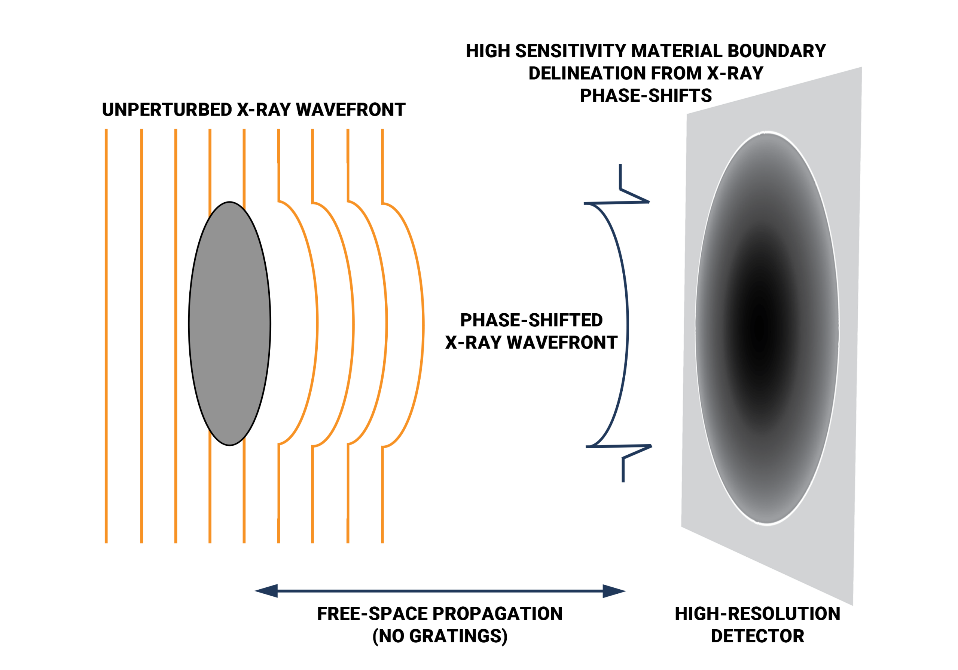 HIGH SENSITIVITY MATERIAL BOUNDARY
DELINEATION FROM X-RAY
PHASE-SHIFTS
UNPERTURBED X-RAY WAVEFRONT
PHASE-SHIFTED
X-RAY WAVEFRONT
FREE-SPACE PROPAGATION
(NO GRATINGS)
HIGH-RESOLUTION
DETECTOR